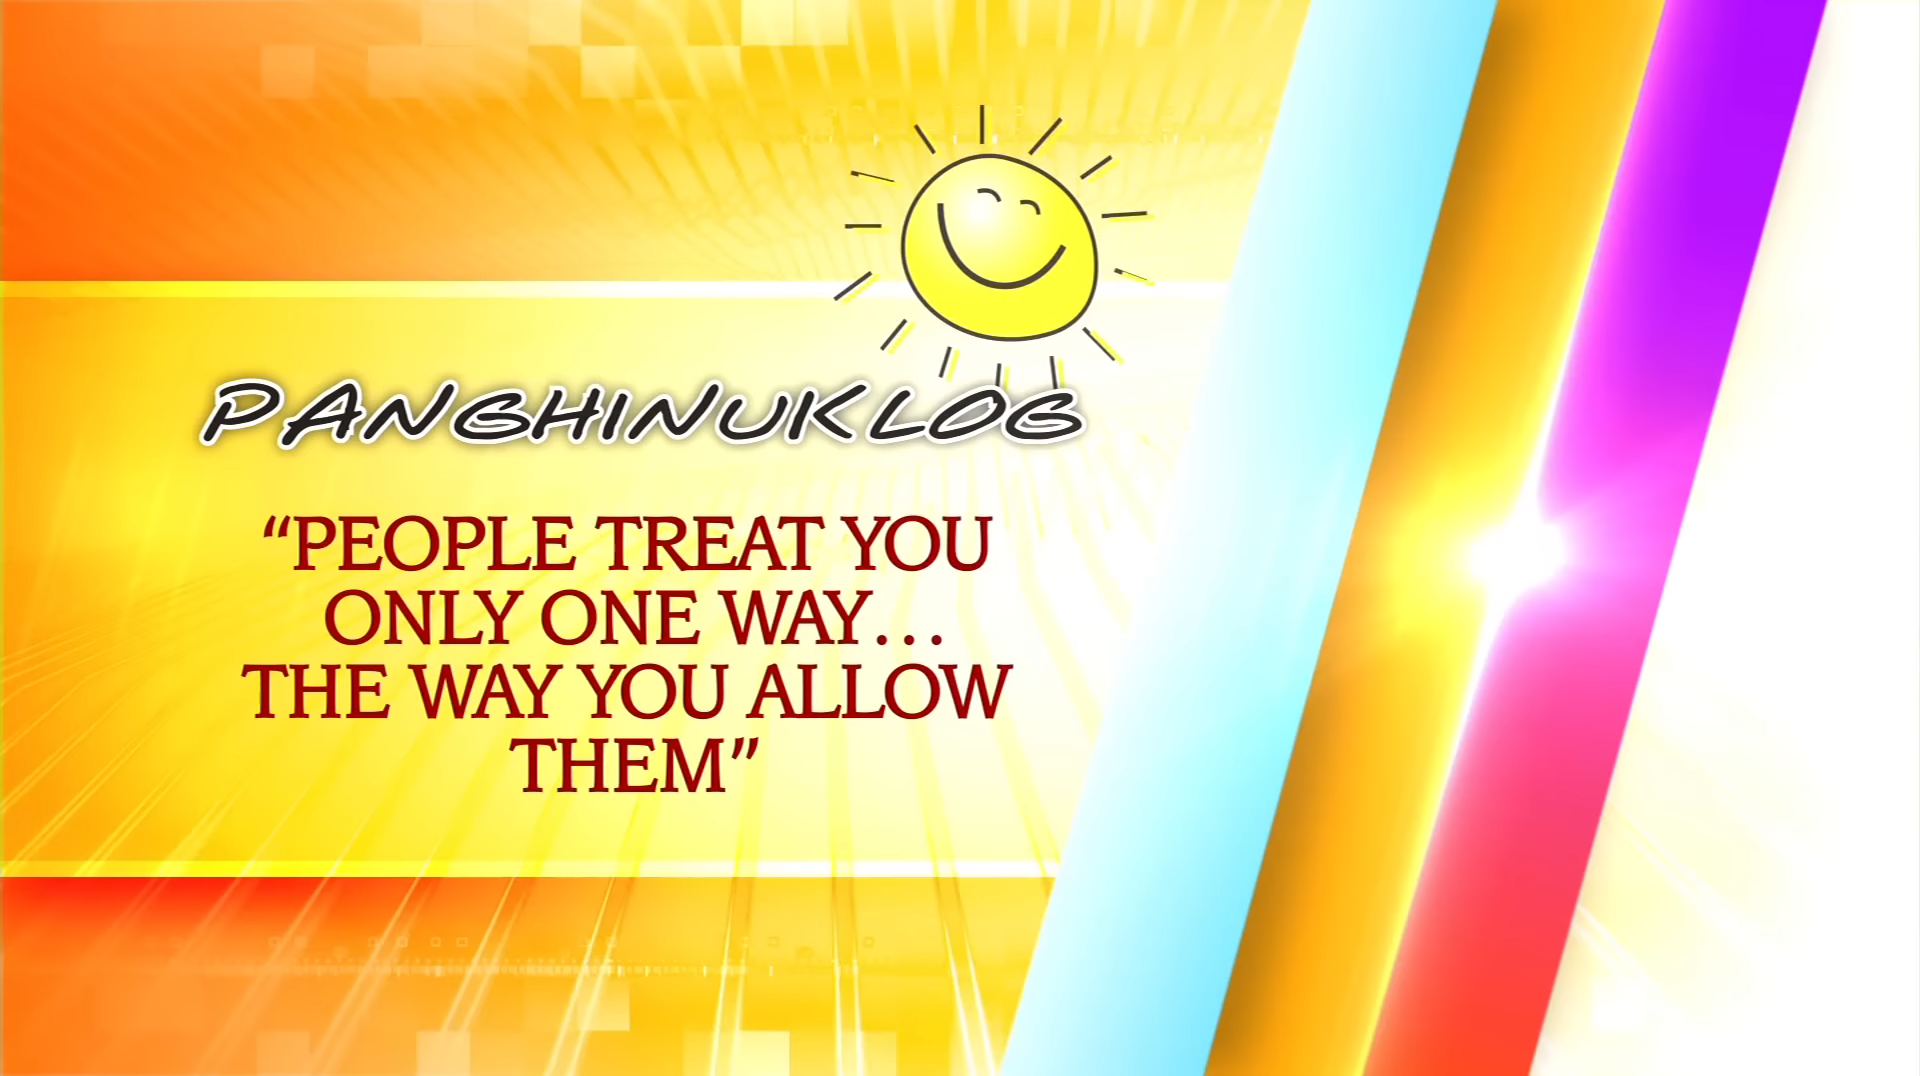 PANGHINUKLOG
“PEOPLE TREAT YOU
ONLY ONE WAY…
THE WAY YOU ALLOW
THEM”